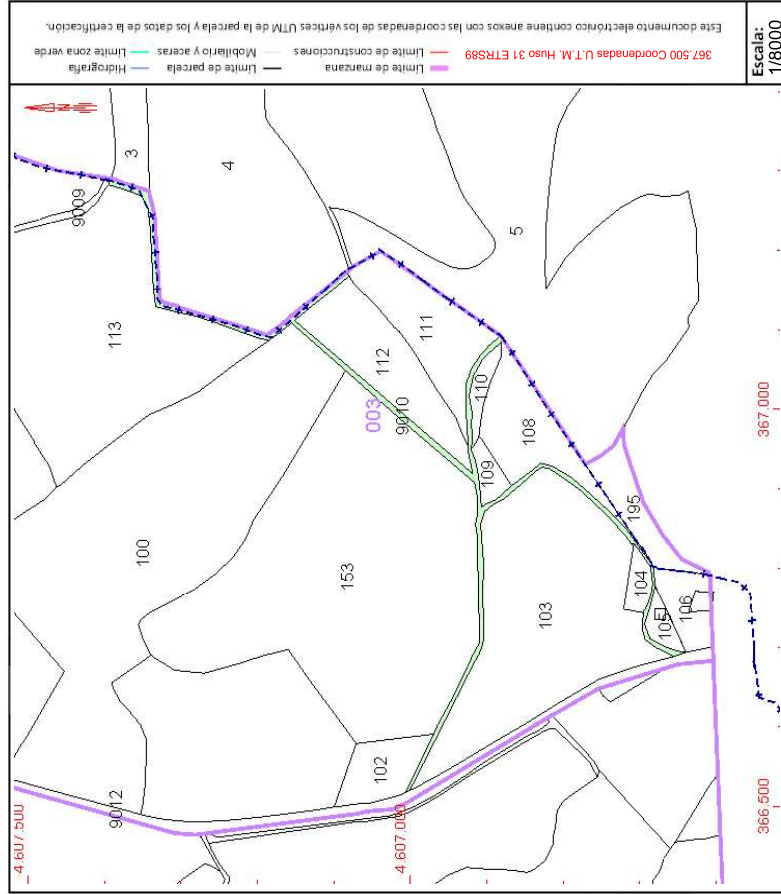 Este documento electrónico contiene anexos con las coordenadas de los vértices UTM de la parcela y los datos de la certificación.
367.500 Coordenadas U.T.M. Huso 31 ETRS89
Límite de manzana
Límite de parcela
Hidrografía
Límite de construcciones
Mobiliario y aceras
Límite zona verde
Escala:
1/8000
3
9009
4
113
5
111
112
003
9010
110
100
108
109
153
195
104
103
105
106
102
9012
4.607.500
4.607.000
367.000
366.500